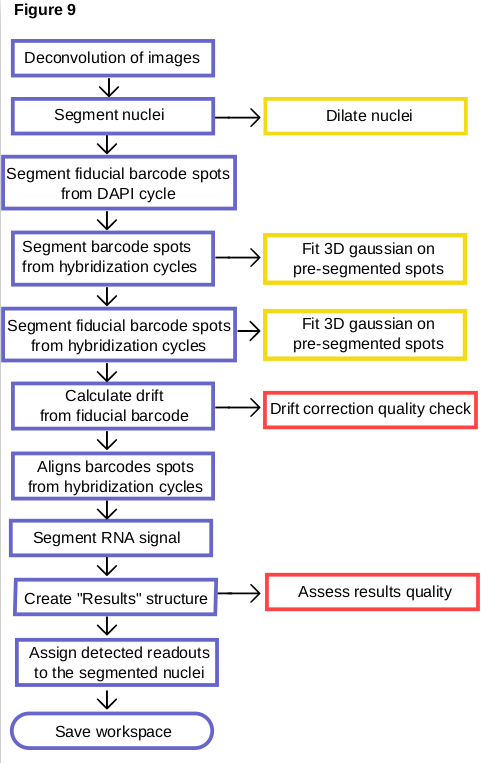 Figure 9
Deconvolution of images
Segment nuclei
Dilate nuclei
Segment fiducial barcode spots
from DAPI cycle
Segment barcode spots
from hybridization cycles
Fit 3D gaussian on
pre-segmented spots
Segment fiducial barcode spots
from hybridization cycles
Fit 3D gaussian on
pre-segmented spots
Calculate drift
from fiducial barcode
Drift correction quality check
Aligns barcodes spots
from hybridization cycles
Segment RNA signal
Create "Results" structure
Assess results quality
Assign detected readouts
to the segmented nuclei
Save workspace